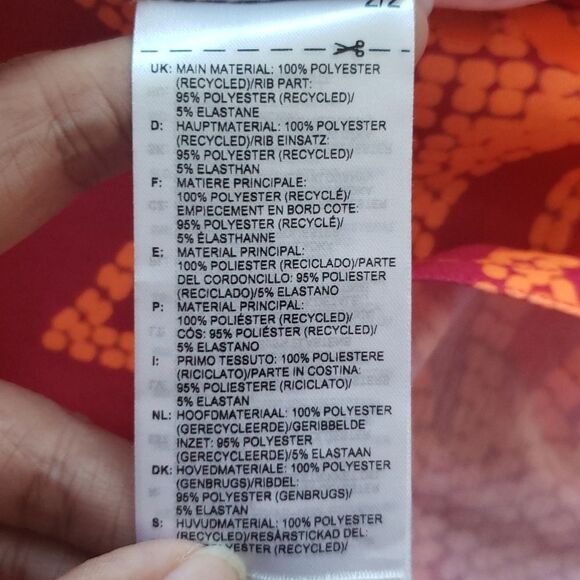 2/2
UK: MAIN MATERIAL: 100% POLYESTER
(RECYCLED)/RIB PART:
95% POLYESTER (RECYCLED)/
5% ELASTANE
D: HAUPTMATERIAL: 100% POLYESTER
(RECYCLED)/RIB EINSATZ:
95% POLYESTER (RECYCLED)/
5% ELASTHAN
F: MATIERE PRINCIPALE:
100% POLYESTER (RECYCLÉ)/
EMPIECEMENT EN BORD COTE:
95% POLYESTER (RECYCLÉ)/
5% ÉLASTHANNE
E: MATERIAL PRINCIPAL:
100% POLIESTER (RECICLADO)/PARTE
DEL CORDONCILLO: 95% POLIESTER
(RECICLADO)/5% ELASTANO
P: MATERIAL PRINCIPAL:
100% POLIÉSTER (RECYCLED)/
CÓS: 95% POLIÉSTER (RECYCLED)/
5% ELASTANO
I: PRIMO TESSUTO: 100% POLIESTERE
(RICICLATO)/PARTE IN COSTINA:
95% POLIESTERE (RICICLATO)/
5% ELASTAN
NL: HOOFDMATERIAAL: 100% POLYESTER
(GERECYCLEERDE)/GERIBBELDE
INZET: 95% POLYESTER
(GERECYCLEERDE)/5% ELASTAAN
DK: HOVEDMATERIALE: 100% POLYESTER
(GENBRUGS)/RIBDEL:
95% POLYESTER (GENBRUGS)/
5% ELASTAN
S: HUVUDMATERIAL: 100% POLYESTER
(RECYCLED)/RESÅRSTICKAD DEL:
(RECYCLED)/